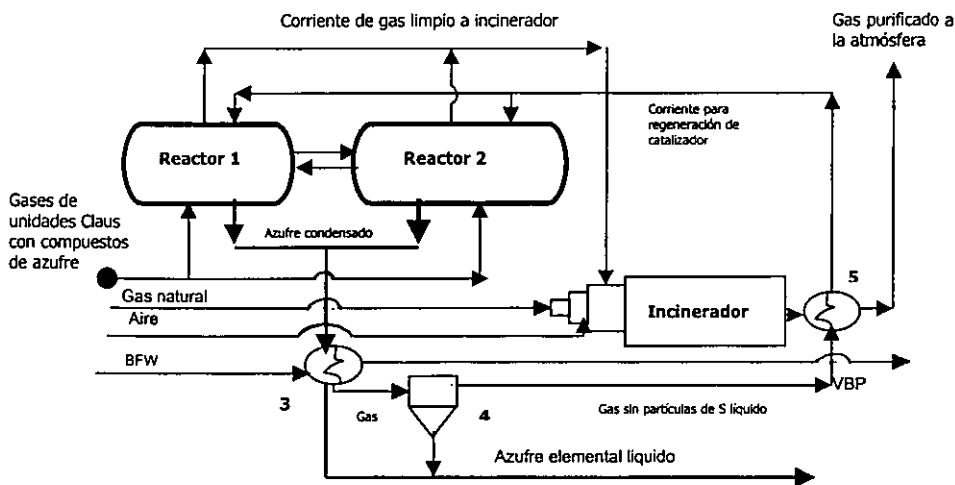 Corriente de gas limpio a incinerador
Gas purificado a
la atmósfera
Corriente para
regeneración de
catalizador
Reactor 1
Reactor 2
Gases de
unidades Claus
con compuestos
de azufre
Azufre condensado
Gas natural
Aire
Incinerador
5
BFW
VBP
3
Gas
4
Gas sin partículas de S líquido
Azufre elemental liquido